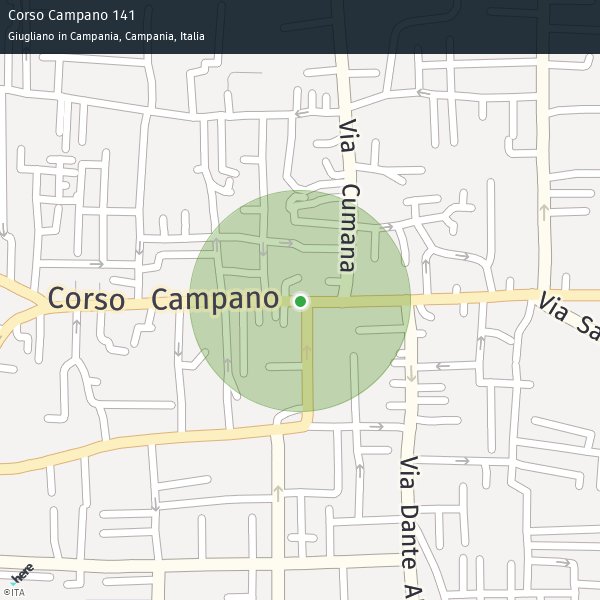 Corso Campano 141
Giugliano in Campania, Campania, Italia
Via Cumana
Corso Campano
Via Sa
Via Dante A
here
©ITA